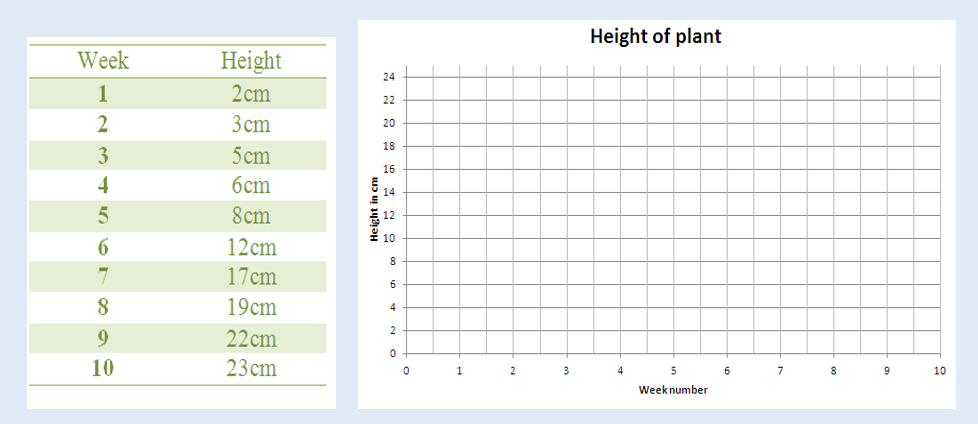 Week Height
1 2cm
2 3cm
3 5cm
4 6cm
5 8cm
6 12cm
7 17cm
8 19cm
9 22cm
10 23cm
Height of plant
24
22
20
18
16
14
12
10
8
6
4
2
0
Height in cm
0 1 2 3 4 5 6 7 8 9 10
Week number